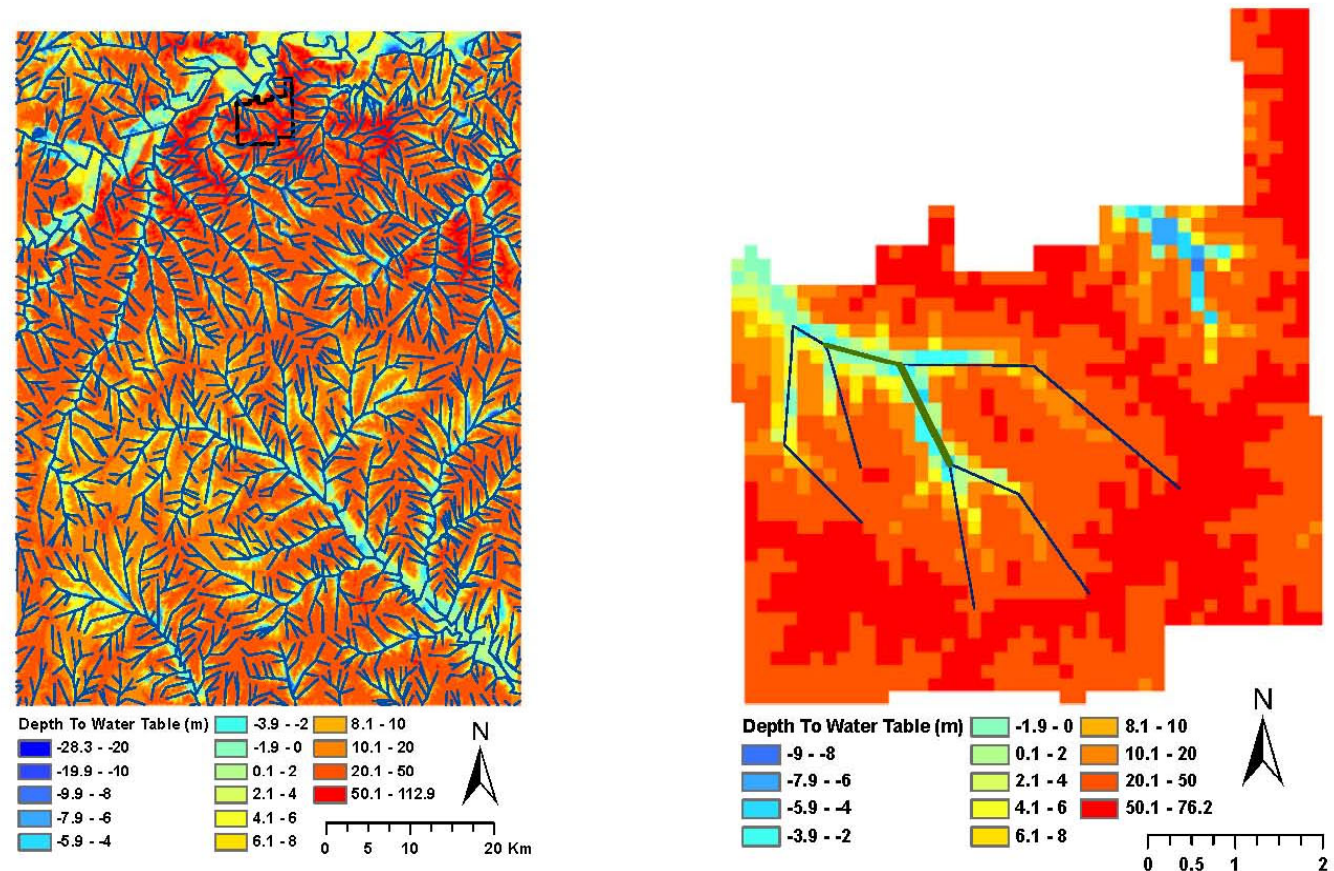 Depth To Water Table (m)
-28.3 - -20
-19.9 - -10
-9.9 - -8
-7.9 - -6
-5.9 - -4
-3.9 - -2
-1.9 - 0
0.1 - 2
2.1 - 4
4.1 - 6
6.1 - 8
8.1 - 10
10.1 - 20
20.1 - 50
50.1 - 112.9
N
0 5 10 20 Km
Depth To Water Table (m)
-9 - -8
-7.9 - -6
-5.9 - -4
-3.9 - -2
-1.9 - 0
0.1 - 2
2.1 - 4
4.1 - 6
6.1 - 8
8.1 - 10
10.1 - 20
20.1 - 50
50.1 - 76.2
N
0 0.5 1 2